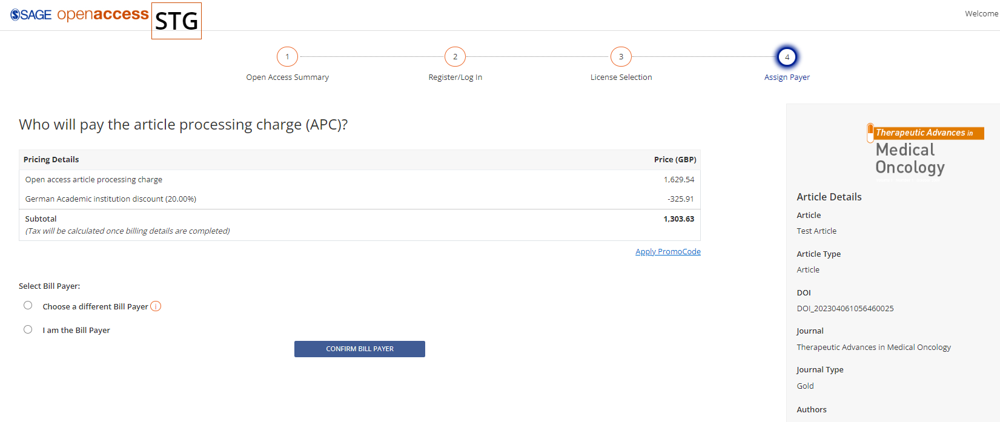 SAGE openaccess STG
Welcome
1 2 3 4
Open Access Summary Register/Log In License Selection Assign Payer
Who will pay the article processing charge (APC)?
Pricing Details Price (GBP)
Open access article processing charge 1,629.54
German Academic institution discount (20.00%) -325.91
Subtotal 1,303.63
(Tax will be calculated once billing details are completed)
Apply PromoCode
Select Bill Payer:
Choose a different Bill Payer i
I am the Bill Payer
CONFIRM BILL PAYER
Therapeutic Advances in
Medical
Oncology
Article Details
Article
Test Article
Article Type
Article
DOI
DOI_202304061056460025
Journal
Therapeutic Advances in Medical Oncology
Journal Type
Gold
Authors